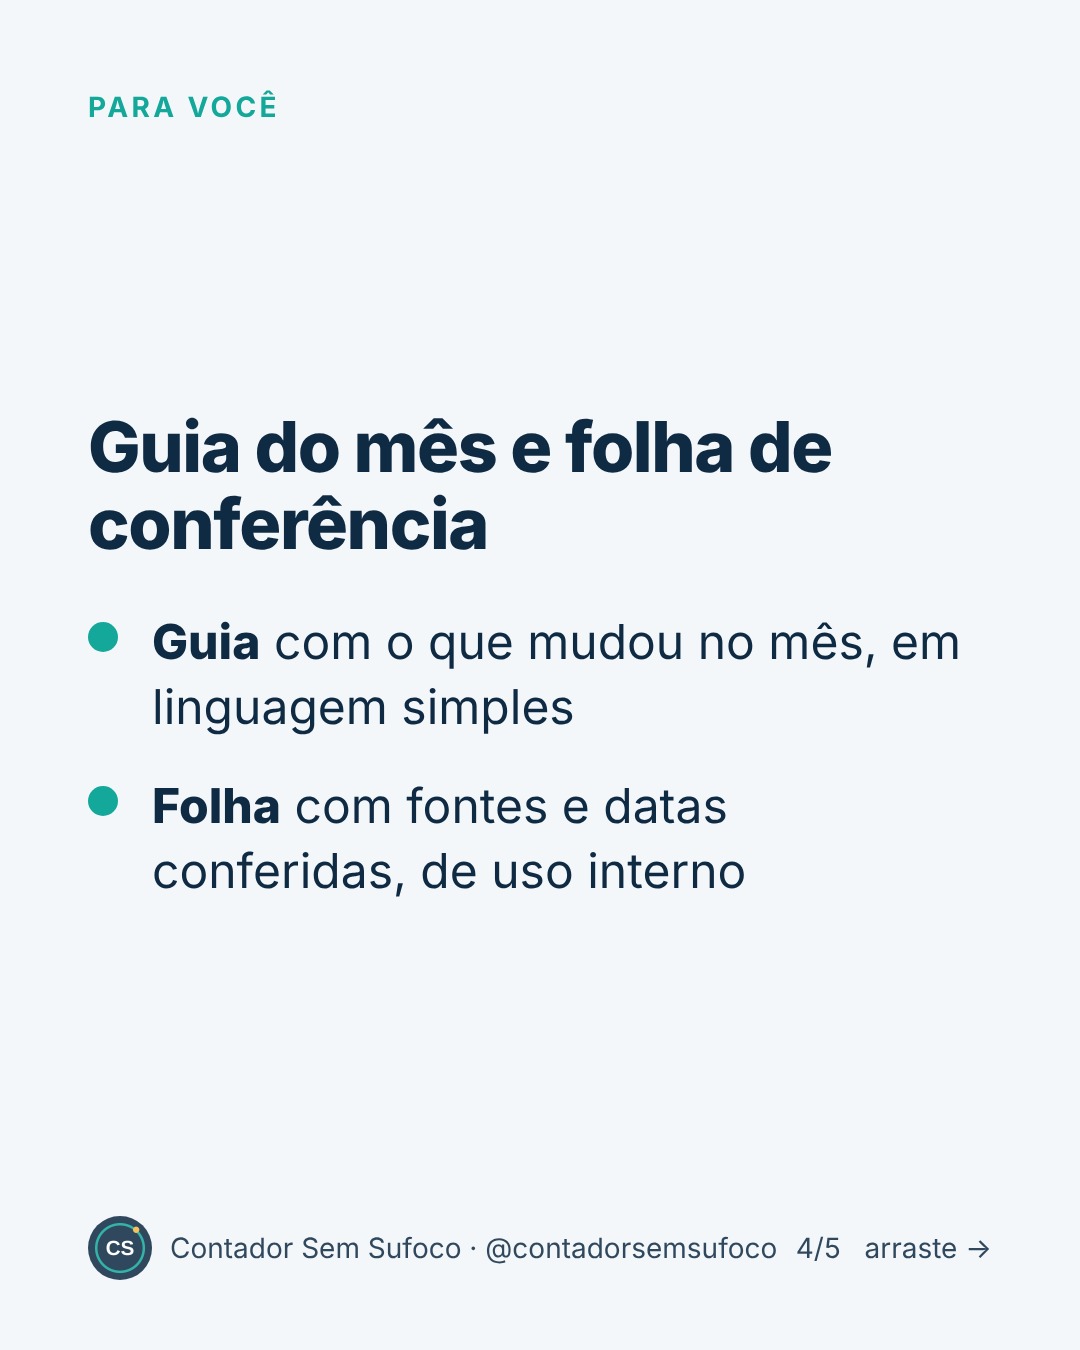 PARA VOCÊ
Guia do mês e folha de
conferência
Guia com o que mudou no mês, em
linguagem simples
Folha com fontes e datas
conferidas, de uso interno
CS Contador Sem Sufoco · @contadorsemsufoco 4/5 arraste →